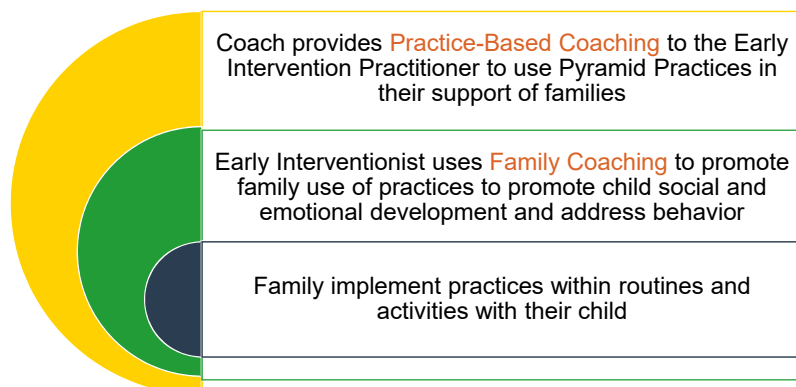 Coach provides Practice-Based Coaching to the Early
Intervention Practitioner to use Pyramid Practices in
their support of families
Early Interventionist uses Family Coaching to promote
family use of practices to promote child social and
emotional development and address behavior
Family implement practices within routines and
activities with their child